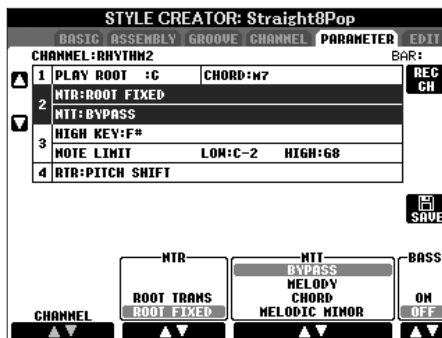 STYLE CREATOR: Straight8Pop
BASIC ASSEMBLY GROOVE CHANNEL PARAMETER EDIT
CHANNEL:RHYTHM2 BAR:
1 PLAY ROOT :C CHORD:M7
REC CH
2 NTR:ROOT FIXED
NTT:BYPASS
3 HIGH KEY:F#
NOTE LIMIT LOW:C-2 HIGH:G8
4 RTR:PITCH SHIFT
SAVE
NTR NTT BASS
BYPASS
MELODY
ROOT TRANS CHORD ON
CHANNEL ROOT FIXED MELODIC MINOR OFF